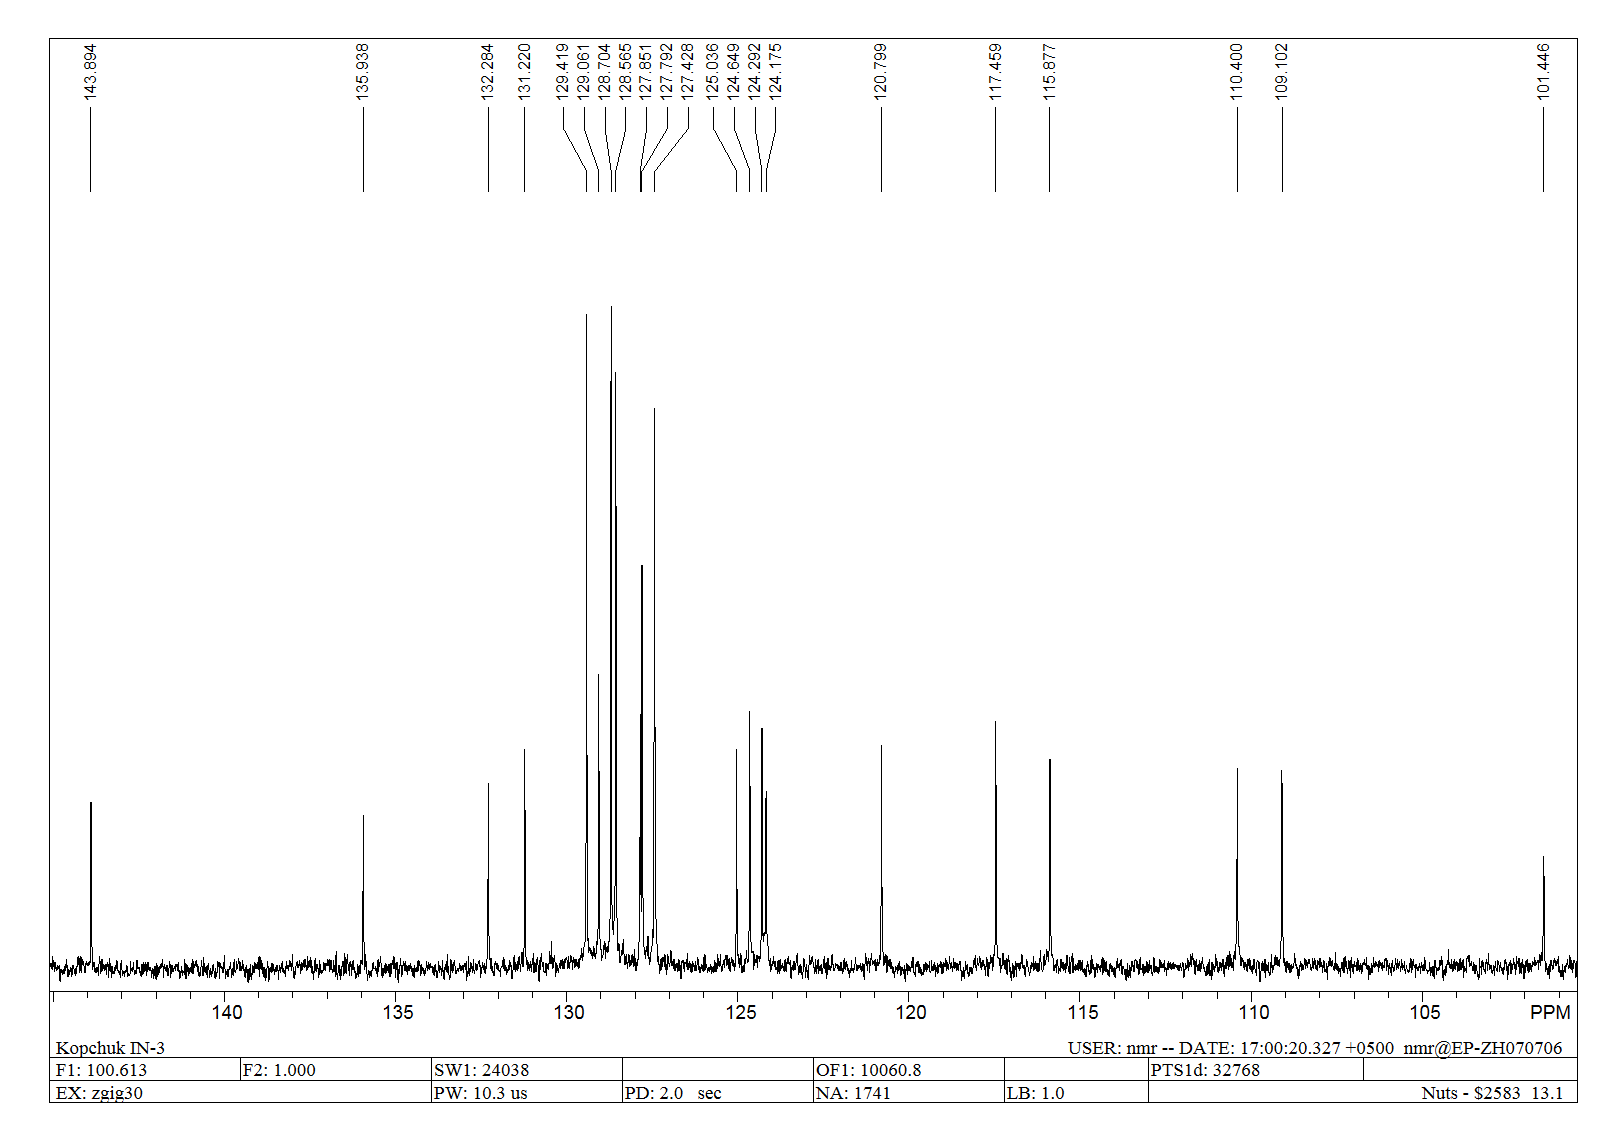 143.894 135.938 132.284 131.220 129.419 129.061 128.704 128.565 127.851 127.792 127.428 125.036 124.649 124.292 124.175 120.799 117.459 115.877 110.400 109.102 101.446
140 135 130 125 120 115 110 105 PPM
Kopchuk IN-3 USER: nmr -- DATE: 17:00:20.327 +0500 nmr@EP-ZH070706
F1: 100.613 F2: 1.000 SW1: 24038 OF1: 10060.8 PTS1d: 32768
EX: zgig30 PW: 10.3 us PD: 2.0 sec NA: 1741 LB: 1.0 Nuts - $2583 13.1